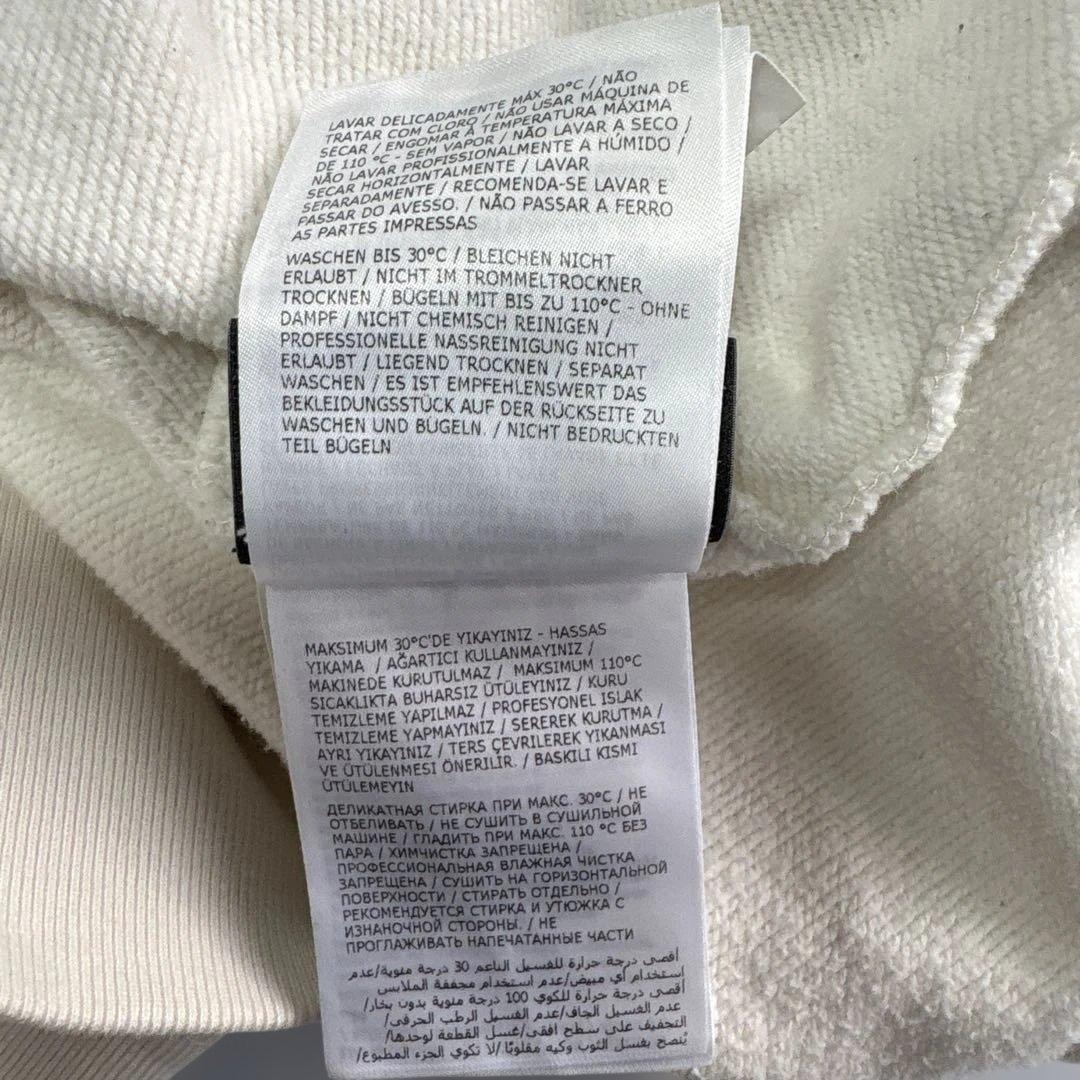 LAVAR DELICADAMENTE MÁX 30°C / NÃO
TRATAR COM CLORO / NÃO USAR MÁQUINA DE
SECAR / ENGOMAR À TEMPERATURA MÁXIMA
DE 110 °C - SEM VAPOR / NÃO LAVAR A SECO /
NÃO LAVAR PROFISSIONALMENTE A HÚMIDO /
SECAR HORIZONTALMENTE / LAVAR
SEPARADAMENTE / RECOMENDA-SE LAVAR E
PASSAR DO AVESSO. / NÃO PASSAR A FERRO
AS PARTES IMPRESSAS
WASCHEN BIS 30°C / BLEICHEN NICHT
ERLAUBT / NICHT IM TROMMELTROCKNER
TROCKNEN / BÜGELN MIT BIS ZU 110°C - OHNE
DAMPF / NICHT CHEMISCH REINIGEN /
PROFESSIONELLE NASSREINIGUNG NICHT
ERLAUBT / LIEGEND TROCKNEN / SEPARAT
WASCHEN / ES IST EMPFEHLENSWERT DAS
BEKLEIDUNGSSTÜCK AUF DER RÜCKSEITE ZU
WASCHEN UND BÜGELN. / NICHT BEDRUCKTEN
TEIL BÜGELN
MAKSIMUM 30°C'DE YIKAYINIZ - HASSAS
YIKAMA / AĞARTICI KULLANMAYINIZ /
MAKINEDE KURUTULMAZ / MAKSIMUM 110°C
SICAKLIKTA BUHARSIZ ÜTÜLEYINIZ / KURU
TEMIZLEME YAPILMAZ / PROFESYONEL ISLAK
TEMIZLEME YAPMAYINIZ / SEREREK KURUTMA /
AYRI YIKAYINIZ / TERS ÇEVRILEREK YIKANMASI
VE ÜTÜLENMESI ÖNERILIR. / BASKILI KISMI
ÜTÜLEMEYIN
ДЕЛИКАТНАЯ СТИРКА ПРИ МАКС. 30°C / НЕ
ОТБЕЛИВАТЬ / НЕ СУШИТЬ В СУШИЛЬНОЙ
МАШИНЕ / ГЛАДИТЬ ПРИ МАКС. 110 °C БЕЗ
ПАРА / ХИМЧИСТКА ЗАПРЕЩЕНА /
ПРОФЕССИОНАЛЬНАЯ ВЛАЖНАЯ ЧИСТКА
ЗАПРЕЩЕНА / СУШИТЬ НА ГОРИЗОНТАЛЬНОЙ
ПОВЕРХНОСТИ / СТИРАТЬ ОТДЕЛЬНО /
РЕКОМЕНДУЕТСЯ СТИРКА И УТЮЖКА С
ИЗНАНОЧНОЙ СТОРОНЫ. / НЕ
ПРОГЛАЖИВАТЬ НАПЕЧАТАННЫЕ ЧАСТИ
أقصى درجة حرارة للغسيل الناعم 30 درجة مئوية/عدم
استخدام أي مبيض/عدم استخدام مجففة الملابس
أقصى درجة حرارة للكوي 100 درجة مئوية بدون بخار/
عدم الغسيل الجاف/عدم الغسيل الرطب الحرفي/
التجفيف على سطح أفقي/غسل القطعة لوحدها/
يُنصح بغسل الثوب وكيه مقلوبًا /لا تكوي الجزء المطبوع/